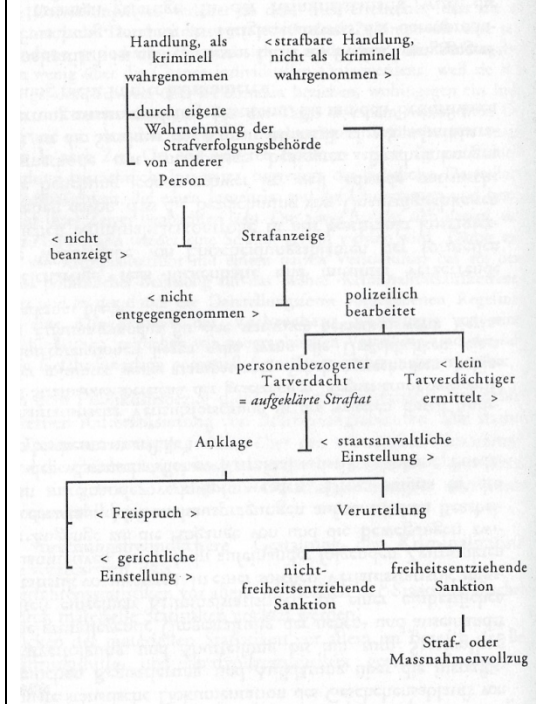 Handlung, als
kriminell
wahrgenommen
<strafbare Handlung,
nicht als kriminell
wahrgenommen >
durch eigene
Wahrnehmung der
Strafverfolgungsbehörde
von anderer
Person
< nicht
beanzeigt >
Strafanzeige
< nicht
entgegengenommen >
polizeilich
bearbeitet
personenbezogener
Tatverdacht
= aufgeklärte Straftat
< kein
Tatverdächtiger
ermittelt >
Anklage
< staatsanwaltliche
Einstellung >
< Freispruch >
Verurteilung
< gerichtliche
Einstellung >
nicht-
freiheitsentziehende
Sanktion
freiheitsentziehende
Sanktion
Straf- oder
Massnahmenvollzug